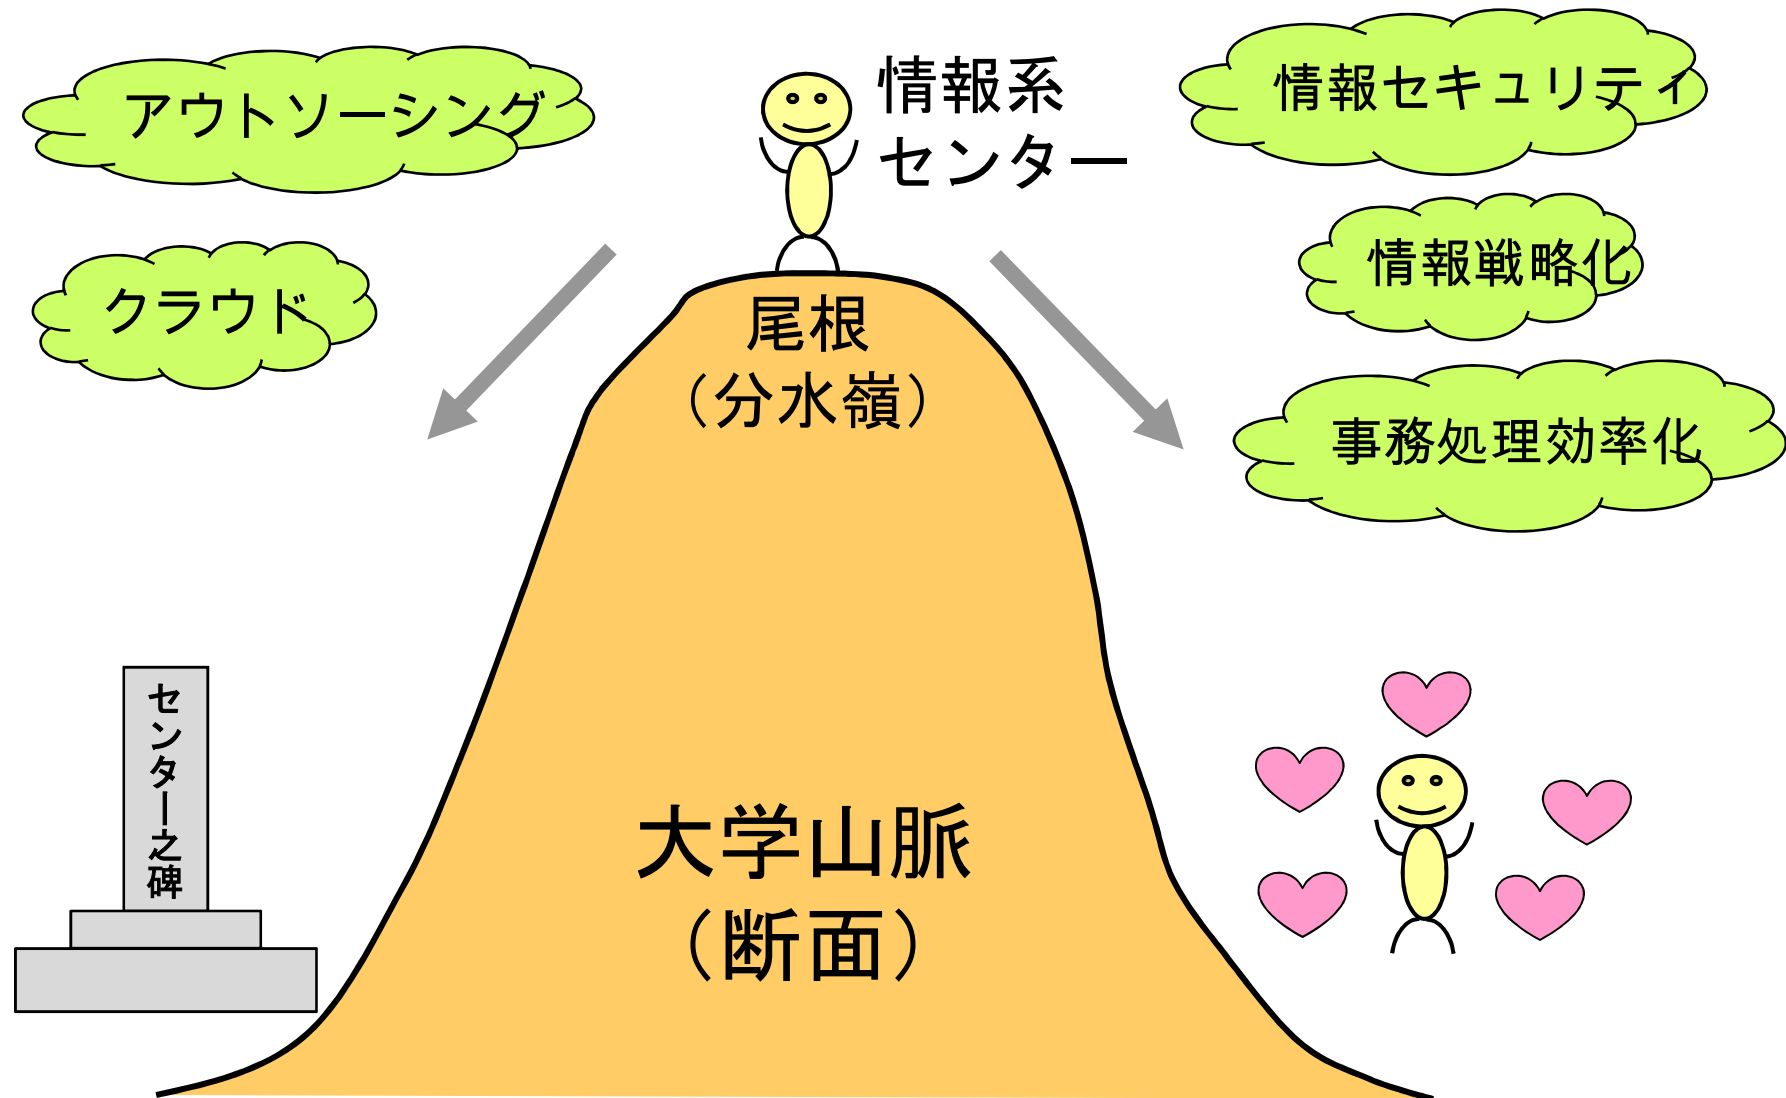 アウトソーシング
クラウド
情報系
センター
情報セキュリティ
情報戦略化
事務処理効率化
尾根
（分水嶺）
センター之碑
大学山脈
（断面）